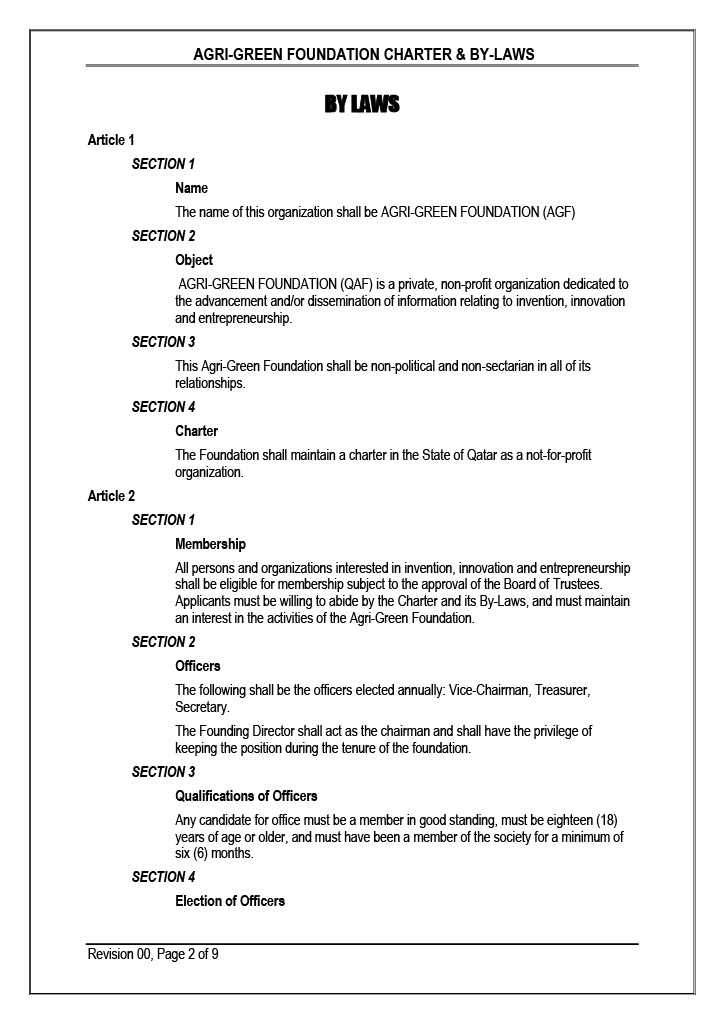 AGRI-GREEN FOUNDATION CHARTER & BY-LAWS
BY LAWS
Article 1
SECTION 1
Name
The name of this organization shall be AGRI-GREEN FOUNDATION (AGF)
SECTION 2
Object
AGRI-GREEN FOUNDATION (QAF) is a private, non-profit organization dedicated to
the advancement and/or dissemination of information relating to invention, innovation
and entrepreneurship.
SECTION 3
This Agri-Green Foundation shall be non-political and non-sectarian in all of its
relationships.
SECTION 4
Charter
The Foundation shall maintain a charter in the State of Qatar as a not-for-profit
organization.
Article 2
SECTION 1
Membership
All persons and organizations interested in invention, innovation and entrepreneurship
shall be eligible for membership subject to the approval of the Board of Trustees.
Applicants must be willing to abide by the Charter and its By-Laws, and must maintain
an interest in the activities of the Agri-Green Foundation.
SECTION 2
Officers
The following shall be the officers elected annually: Vice-Chairman, Treasurer,
Secretary.
The Founding Director shall act as the chairman and shall have the privilege of
keeping the position during the tenure of the foundation.
SECTION 3
Qualifications of Officers
Any candidate for office must be a member in good standing, must be eighteen (18)
years of age or older, and must have been a member of the society for a minimum of
six (6) months.
SECTION 4
Election of Officers
Revision 00, Page 2 of 9